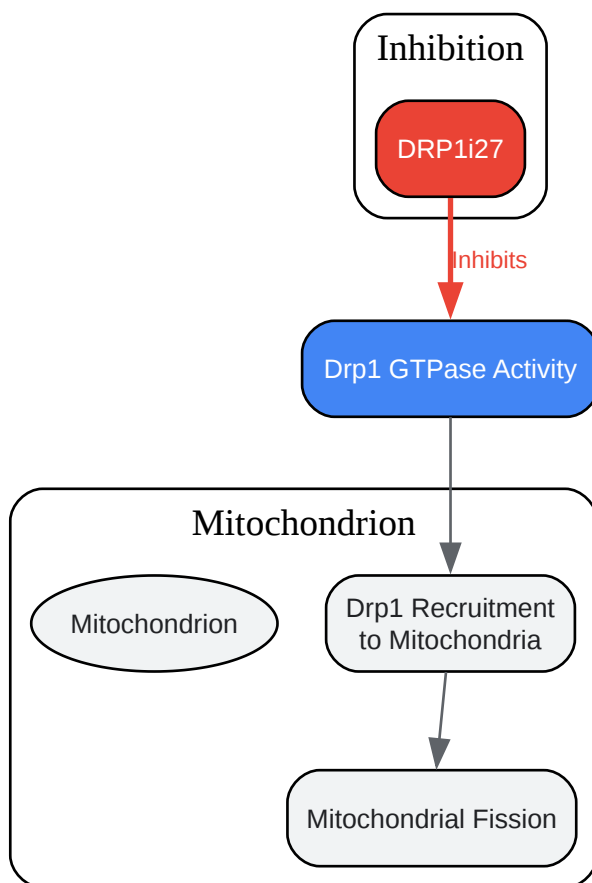 Inhibition
DRP1i27
Inhibits
Drp1 GTPase Activity
Mitochondrion
Mitochondrion
Drp1 Recruitment
to Mitochondria
Mitochondrial Fission